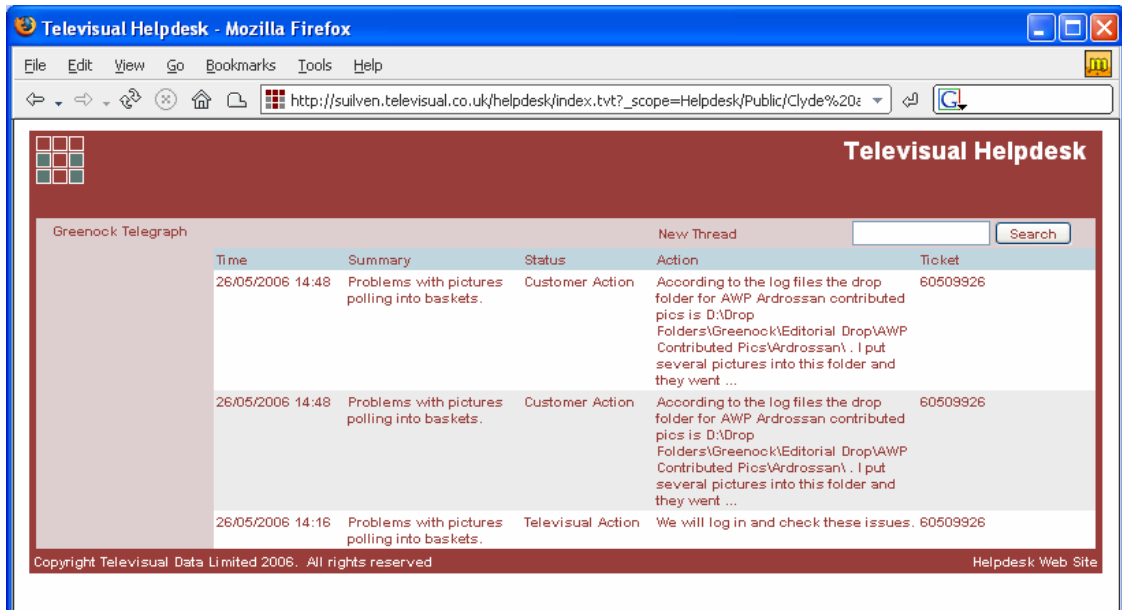 Televisual Helpdesk - Mozilla Firefox
File Edit View Go Bookmarks Tools Help
http://suilven.televisual.co.uk/helpdesk/index.tvt?_scope=Helpdesk/Public/Clyde%20a
G
Televisual Helpdesk
Greenock Telegraph New Thread Search
Time Summary Status Action Ticket
26/05/2006 14:48 Problems with pictures Customer Action According to the log files the drop 60509926
polling into baskets. folder for AWP Ardrossan contributed
pics is D:\Drop
Folders\Greenock\Editorial Drop\AWP
Contributed Pics\Ardrossan\ . I put
several pictures into this folder and
they went ...
26/05/2006 14:48 Problems with pictures Customer Action According to the log files the drop 60509926
polling into baskets. folder for AWP Ardrossan contributed
pics is D:\Drop
Folders\Greenock\Editorial Drop\AWP
Contributed Pics\Ardrossan\ . I put
several pictures into this folder and
they went ...
26/05/2006 14:16 Problems with pictures Televisual Action We will log in and check these issues. 60509926
polling into baskets.
Copyright Televisual Data Limited 2006. All rights reserved Helpdesk Web Site